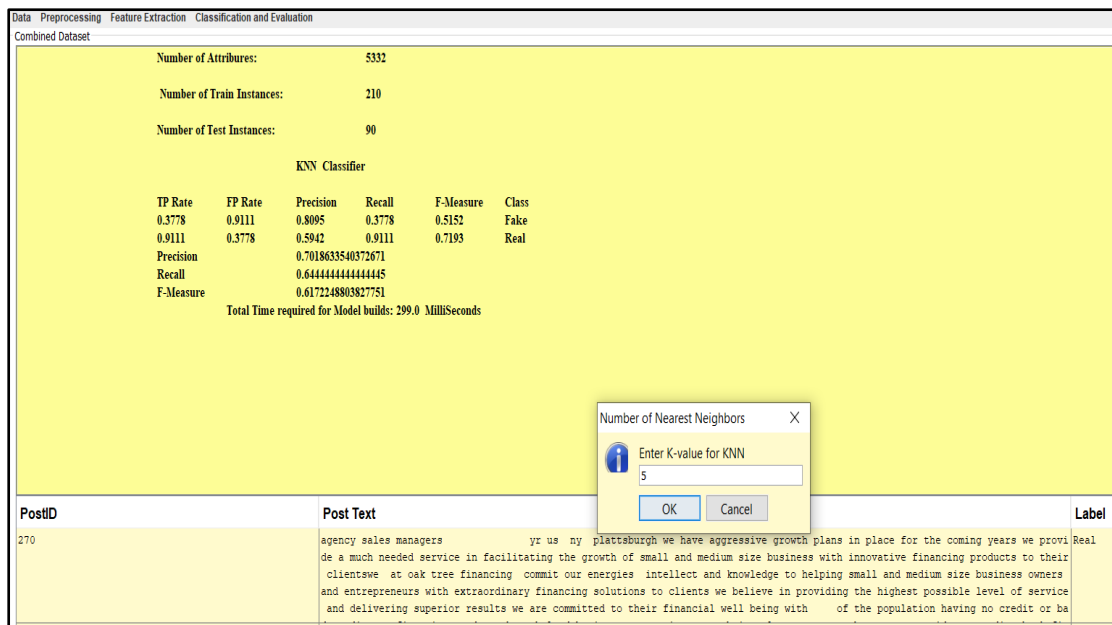 Data Preprocessing Feature Extraction Classification and Evaluation
Combined Dataset
Number of Attribures: 5332
Number of Train Instances: 210
Number of Test Instances: 90
KNN Classifier
TP Rate FP Rate Precision Recall F-Measure Class
0.3778 0.9111 0.8095 0.3778 0.5152 Fake
0.9111 0.3778 0.5942 0.9111 0.7193 Real
Precision 0.7018633540372671
Recall 0.644444444444445
F-Measure 0.6172248803827751
Total Time required for Model builds: 299.0 MilliSeconds
Number of Nearest Neighbors X
Enter K-value for KNN
5
OK Cancel
PostID Post Text Label
270 agency sales managers yr us ny plattsburgh we have aggressive growth plans in place for the coming years we provi Real
de a much needed service in facilitating the growth of small and medium size business with innovative financing products to their
clientswe at oak tree financing commit our energies intellect and knowledge to helping small and medium size business owners
and entrepreneurs with extraordinary financing solutions to clients we believe in providing the highest possible level of service
and delivering superior results we are committed to their financial well being with of the population having no credit or ba